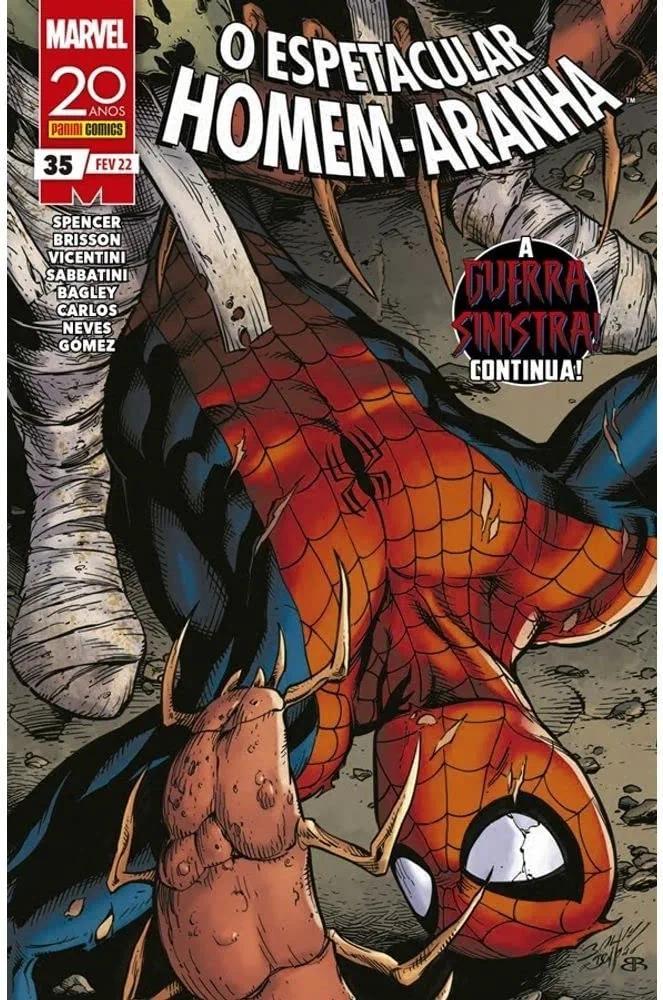 MARVEL
20
ANOS
PANINI COMICS
35 FEV 22
SPENCER
BRISSON
VICENTINI
SABBATINI
BAGLEY
CARLOS
NEVES
GÓMEZ
O ESPETACULAR
HOMEM-ARANHA™
A
GUERRA
SINISTRA!
CONTINUA!